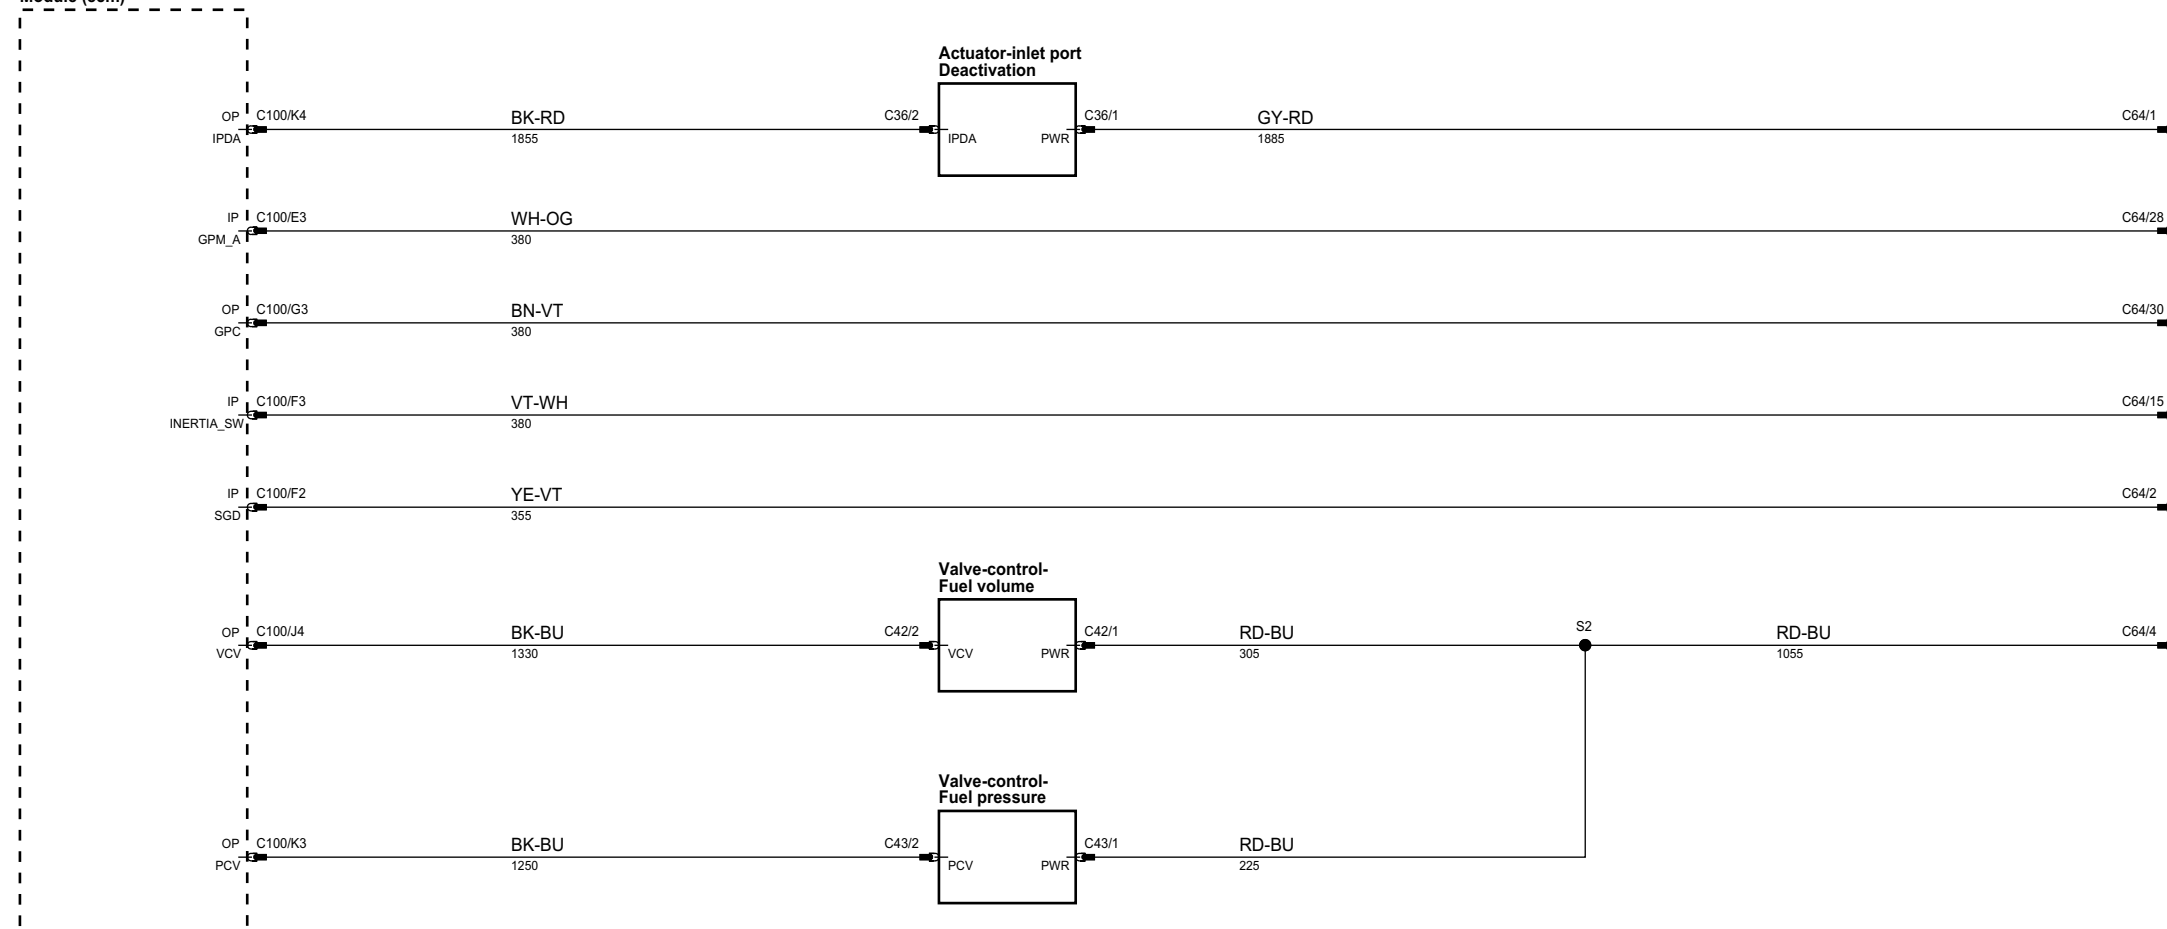 Actuator-inlet port
Deactivation
OP C100/K4 BK-RD C36/2 C36/1 GY-RD C64/1
IPDA 1855 IPDA PWR 1885
IP C100/E3 WH-OG C64/28
GPM_A 380
OP C100/G3 BN-VT C64/30
GPC 380
IP C100/F3 VT-WH C64/15
INERTIA_SW 380
IP C100/F2 YE-VT C64/2
SGD 355
Valve-control-
Fuel volume
OP C100/J4 BK-BU C42/2 C42/1 RD-BU S2 RD-BU C64/4
VCV 1330 VCV PWR 305 1055
Valve-control-
Fuel pressure
OP C100/K3 BK-BU C43/2 C43/1 RD-BU
PCV 1250 PCV PWR 225